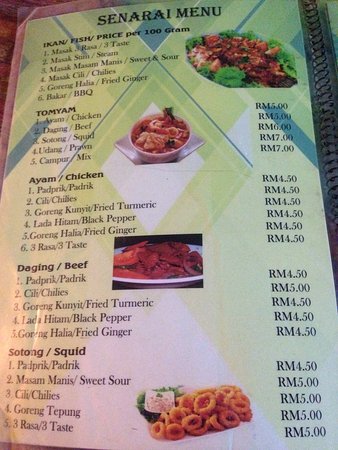 SENARAI MENU
IKAN/ FISH/ PRICE per 100 Gram
1. Masak 3 Rasa / 3 Taste
2. Masak Stim / Steam
3. Masak Masam Manis / Sweet & Sour
4. Masak Cili / Chilies
5. Goreng Halia / Fried Ginger
6. Bakar / BBQ
TOMYAM
1. Ayam / Chicken RM5.00
2. Daging / Beef RM5.00
3. Sotong / Squid RM6.00
4.Udang / Prawn RM7.00
5. Campur / Mix RM7.00
Ayam / Chicken
1. Padprik/Padrik RM4.50
2. Cili/Chilles RM4.50
3. Goreng Kunyit/Fried Turmeric RM4.50
4. Lada Hitam/Black Pepper RM4.50
5.Goreng Halia/Fried Ginger RM4.50
6. 3 Rasa/3 Taste RM4.50
Daging / Beef
1. Padprik/Padrik RM4.50
2. Cili/Chilies RM5.00
3. Goreng Kunyit/Fried Turmeric RM4.50
4. Lada Hitam/Black Pepper RM4.50
5.Goreng Halia/Fried Ginger RM4.50
Sotong / Squid
1. Padprik/Padrik RM4.50
2. Masam Manis/ Sweet Sour RM5.00
3. Cili/Chilies RM5.00
4. Goreng Tepung RM5.00
5. 3 Rasa/3 Taste RM5.00